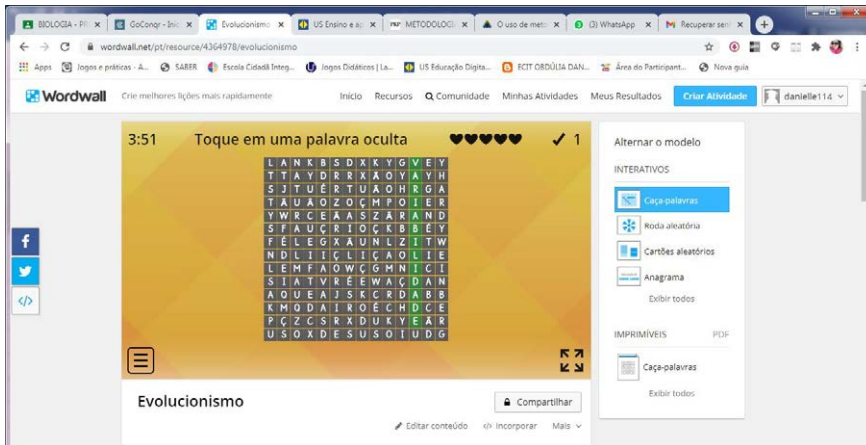 BIOLOGIA - PR
GoConqr - Inic
Evolucionismo
US Ensino e ap
METODOLOGI
O uso de meto
(3) WhatsApp
Recuperar sen
wordwall.net/pt/resource/4364978/evolucionismo
Apps
Jogos e práticas - A...
SABER
Escola Cidadã Integ...
Jogos Didáticos | La...
US Educação Digita...
ECIT OBDÚLIA DAN...
Área do Participant...
Nova guia
Wordwall
Crie melhores lições mais rapidamente
Início
Recursos
Comunidade
Minhas Atividades
Meus Resultados
Criar Atividade
danielle114
3:51
Toque em uma palavra oculta
1
L A N K B S D X K Y G V E Y
T T A Y D R R X Ã O Y A Y H
S J T U É R T U Ã O H R G A
T Ã U Ã O Z O Ç M P O I E R
Y W R C E Ã A S Z Ã R A N D
S F A U Ç R I O Ç K B B É Y
F É L E G X Ã U N L Z I T W
N D L I I Ç L I Ç A O L I E
L E M F A O W Ç G M N I C I
S I A T V R É E W A Ç D A N
A O U E A J S K C R D A B B
K M Q D A I R O É C H D C E
P Ç Z C S R X D U K Y E Ã R
U S O X D E S U S O I U D G
Evolucionismo
Compartilhar
Editar conteúdo
Incorporar
Mais
Alternar o modelo
INTERATIVOS
Caça-palavras
Roda aleatória
Cartões aleatórios
Anagrama
Exibir todos
IMPRIMÍVEIS
PDF
Caça-palavras
Exibir todos